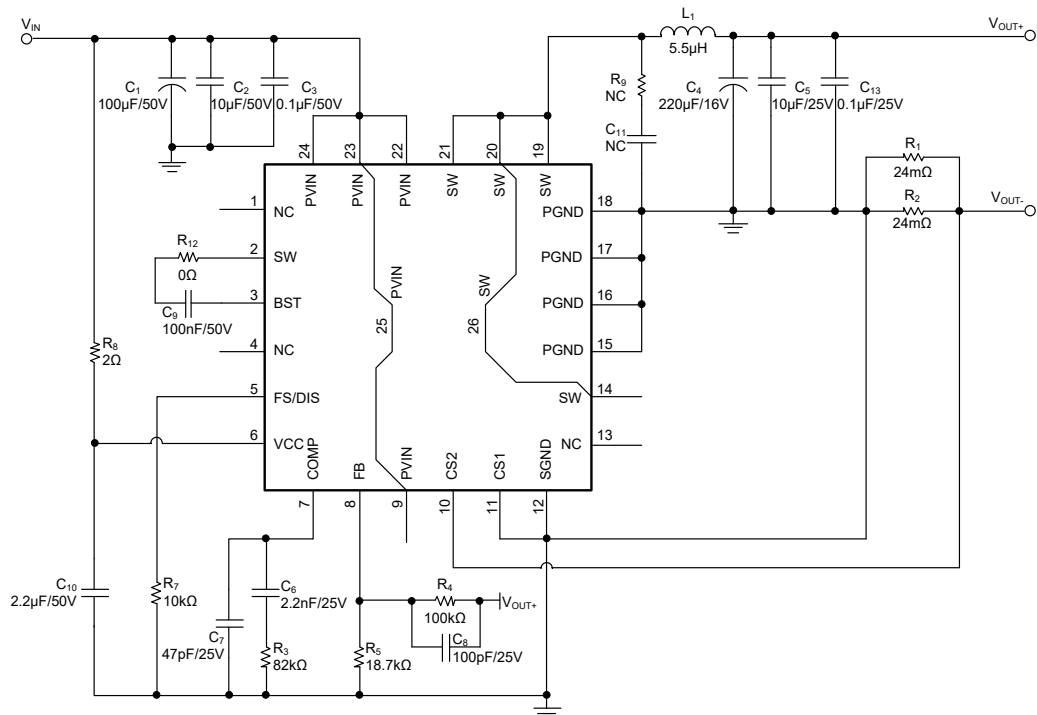 VIN
L1
5.5μH
VOUT+
C1
100μF/50V
C2
10μF/50V
C3
0.1μF/50V
R9
NC
C11
NC
C4
220μF/16V
C5
10μF/25V
C13
0.1μF/25V
R1
24mΩ
R2
24mΩ
VOUT-
24
23
22
21
20
19
PVIN
PVIN
PVIN
SW
SW
SW
1
NC
PGND
18
R12
0Ω
2
SW
PGND
17
C9
100nF/50V
3
BST
PVIN
25
SW
26
PGND
16
4
NC
PGND
15
R8
2Ω
5
FS/DIS
SW
14
6
VCC
NC
13
COMP
FB
PVIN
CS2
CS1
SGND
7
8
9
10
11
12
C10
2.2μF/50V
R7
10kΩ
C7
47pF/25V
C6
2.2nF/25V
R3
82kΩ
R4
100kΩ
VOUT+
C8
100pF/25V
R5
18.7kΩ